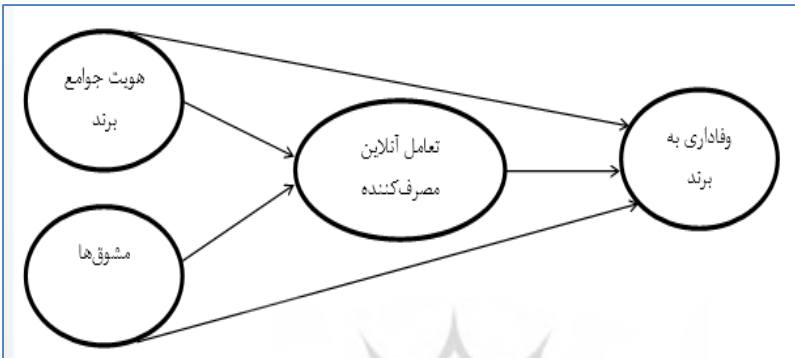 هویت جوامع
برند
تعامل آنلاین
مصرف‌کننده
وفاداری به
برند
مشوق‌ها